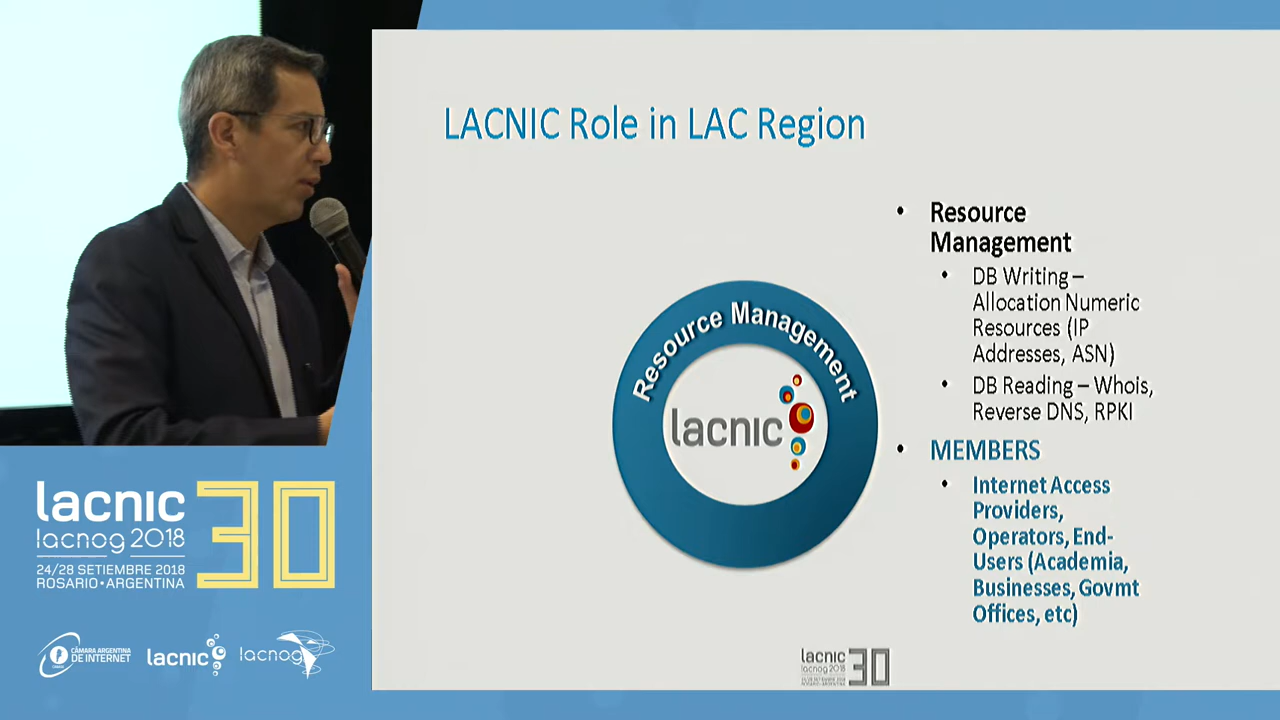 LACNIC Role in LAC Region
• Resource
Management
• DB Writing –
Allocation Numeric
Resources (IP
Addresses, ASN)
• DB Reading – Whois,
Reverse DNS, RPKI
• MEMBERS
• Internet Access
Providers,
Operators, End-
Users (Academia,
Businesses, Govmt
Offices, etc)
Resource Management
lacnic
lacnic 30
lacnog 2018
24/28 SETIEMBRE 2018
ROSARIO•ARGENTINA
CÁMARA ARGENTINA
DE INTERNET
lacnic
lacnog
lacnic 30
lacnog 2018